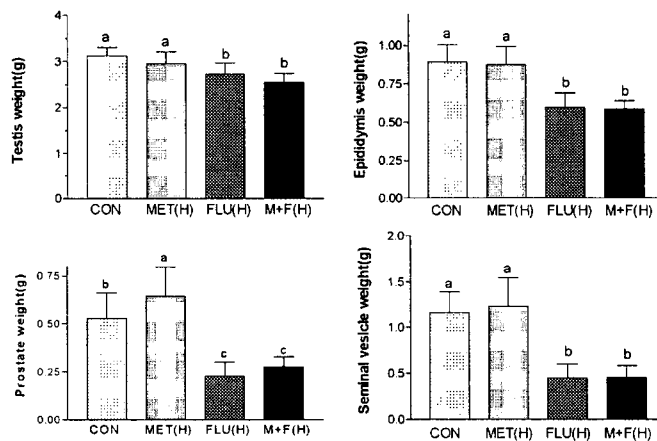 Testis weight(g)
4
3
2
1
0
a
a
b
b
CON MET(H) FLU(H) M+F(H)
Epididymis weight(g)
1.00
0.75
0.50
0.25
0.00
a
a
b
b
CON MET(H) FLU(H) M+F(H)
Prostate weight(g)
0.75
0.50
0.25
0.00
b
a
c
c
CON MET(H) FLU(H) M+F(H)
Seminal vesicle weight(g)
2.0
1.5
1.0
0.5
0.0
a
a
b
b
CON MET(H) FLU(H) M+F(H)